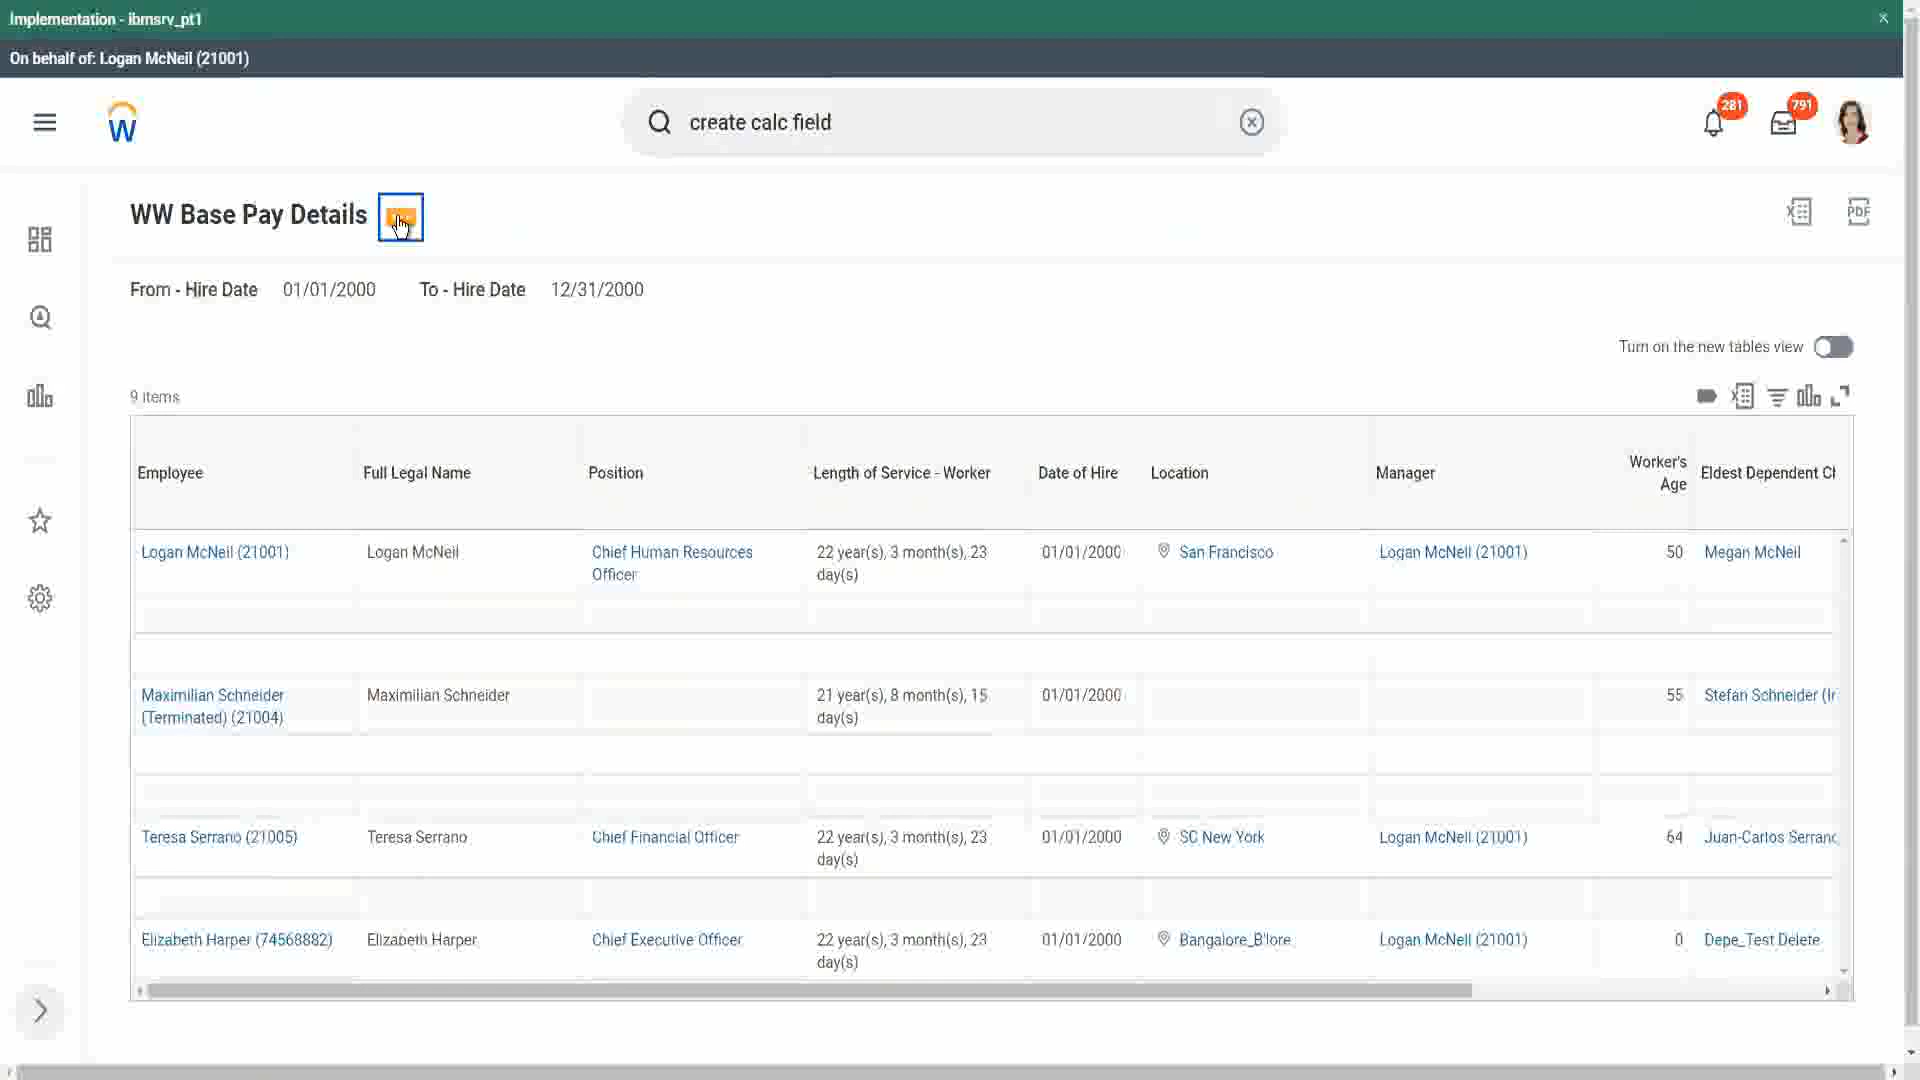 Implementation - ibmsrv_pt1
On behalf of: Logan McNeil (21001)
W
create calc field
281
791
WW Base Pay Details
PDF
From - Hire Date 01/01/2000 To - Hire Date 12/31/2000
Turn on the new tables view
9 items
Employee Full Legal Name Position Length of Service - Worker Date of Hire Location Manager Worker's Age Eldest Dependent Ch
Logan McNeil (21001) Logan McNeil Chief Human Resources Officer 22 year(s), 3 month(s), 23 day(s) 01/01/2000 San Francisco Logan McNeil (21001) 50 Megan McNeil
Maximilian Schneider (Terminated) (21004) Maximilian Schneider 21 year(s), 8 month(s), 15 day(s) 01/01/2000 55 Stefan Schneider (In
Teresa Serrano (21005) Teresa Serrano Chief Financial Officer 22 year(s), 3 month(s), 23 day(s) 01/01/2000 SC New York Logan McNeil (21001) 64 Juan-Carlos Serrano
Elizabeth Harper (74568882) Elizabeth Harper Chief Executive Officer 22 year(s), 3 month(s), 23 day(s) 01/01/2000 Bangalore_B'lore Logan McNeil (21001) 0 Depe_Test Delete